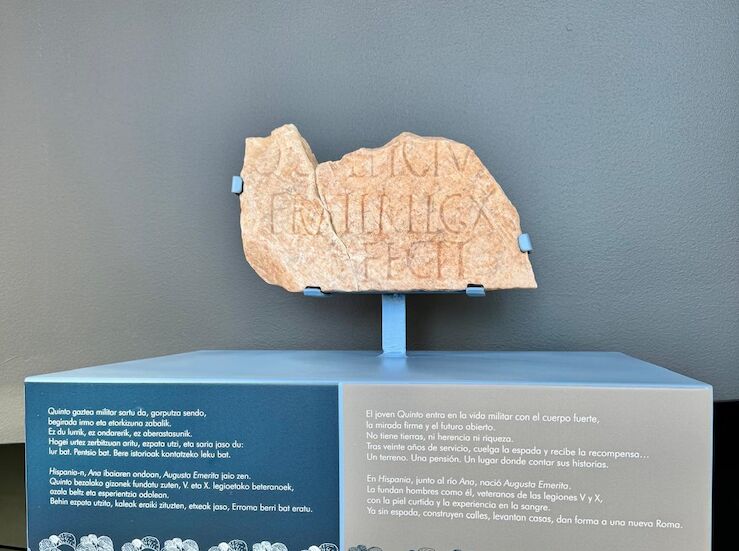 FRATER LEG X
FECIT
Quinto gaztea militar sartu da, gorputza sendo,
begirada irmo eta etorkizuna zabalik.
Ez du lurrik, ez ondorerik, ez aberastasunik.
Hogei urtez zerbitzuan aritu, ezpata utzi, eta saria jaso du:
lur bat. Pentsio bat. Bere istorioak kontatzeko leku bat.
Hispania-n, Ana ibaiaren ondoan, Augusta Emerita jaio zen.
Quinto bezalako gizonek fundatu zuten, V. eta X. legioetako beteranoek,
azala beltz eta esperientzia odolean.
Behin ezpata utzita, kaleak eraiki zituzten, etxeak jaso, Erroma berri bat eratu.
El joven Quinto entra en la vida militar con el cuerpo fuerte,
la mirada firme y el futuro abierto.
No tiene tierras, ni herencia ni riqueza.
Tras veinte años de servicio, cuelga la espada y recibe la recompensa...
Un terreno. Una pensión. Un lugar donde contar sus historias.
En Hispania, junto al río Ana, nació Augusta Emerita.
La fundan hombres como él, veteranos de las legiones V y X,
con la piel curtida y la experiencia en la sangre.
Ya sin espada, construyen calles, levantan casas, dan forma a una nueva Roma.